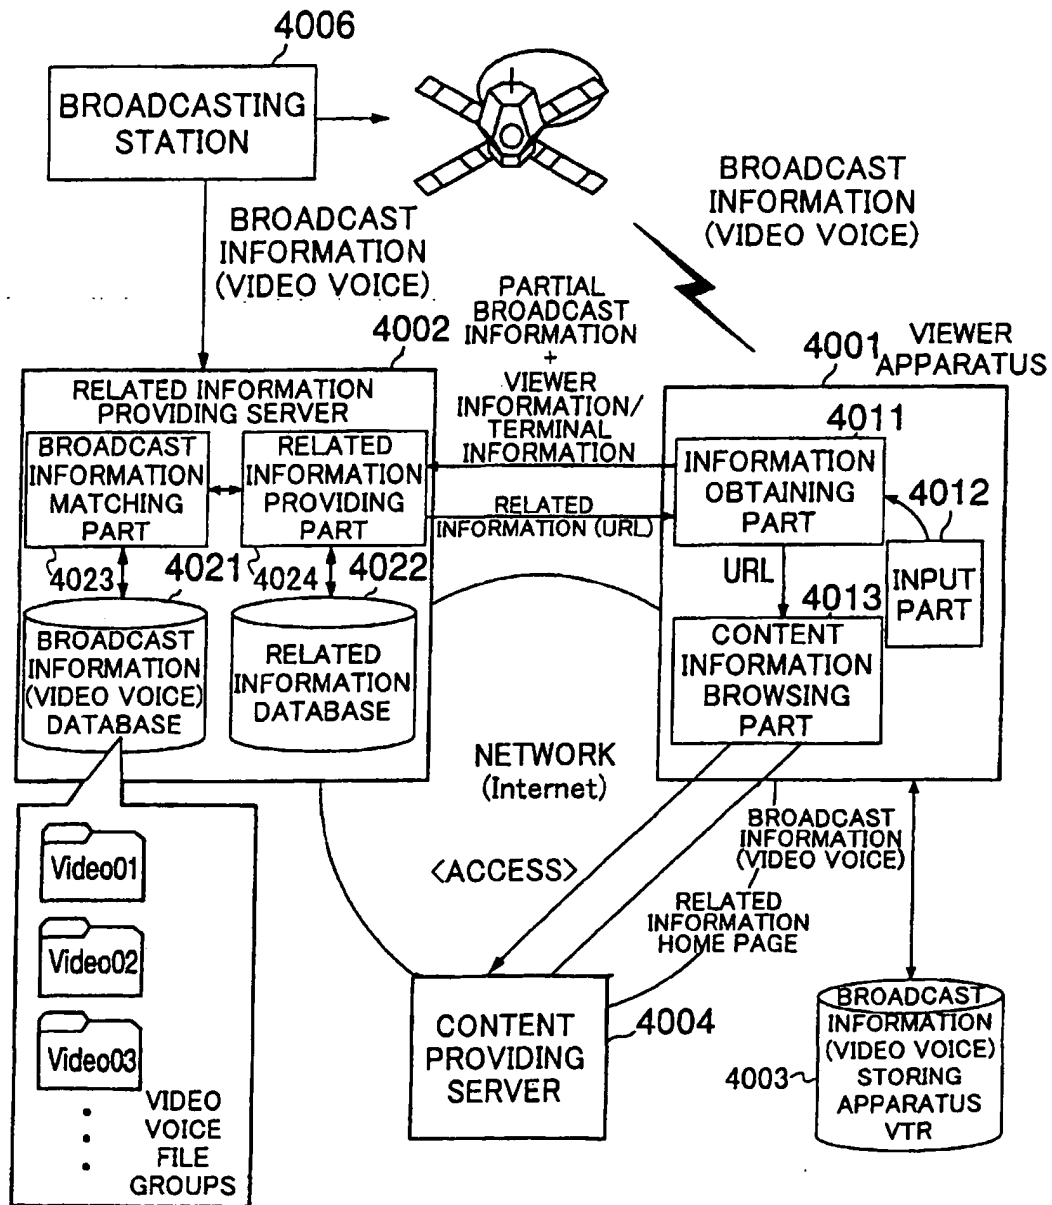 4006
BROADCASTING
STATION
BROADCAST
INFORMATION
(VIDEO VOICE)
BROADCAST
INFORMATION
(VIDEO VOICE)
PARTIAL
BROADCAST
INFORMATION
+
VIEWER
INFORMATION/
TERMINAL
INFORMATION
4002
RELATED INFORMATION
PROVIDING SERVER
BROADCAST
INFORMATION
MATCHING
PART
RELATED
INFORMATION
PROVIDING
PART
4023
4021
4024
4022
BROADCAST
INFORMATION
(VIDEO VOICE)
DATABASE
RELATED
INFORMATION
DATABASE
RELATED
INFORMATION (URL)
4001
VIEWER
APPARATUS
4011
INFORMATION
OBTAINING
PART
4012
INPUT
PART
URL
4013
CONTENT
INFORMATION
BROWSING
PART
NETWORK
(Internet)
<ACCESS>
BROADCAST
INFORMATION
(VIDEO VOICE)
RELATED
INFORMATION
HOME PAGE
Video01
Video02
Video03
VIDEO
VOICE
FILE
GROUPS
CONTENT
PROVIDING
SERVER
4004
4003
BROADCAST
INFORMATION
(VIDEO VOICE)
STORING
APPARATUS
VTR